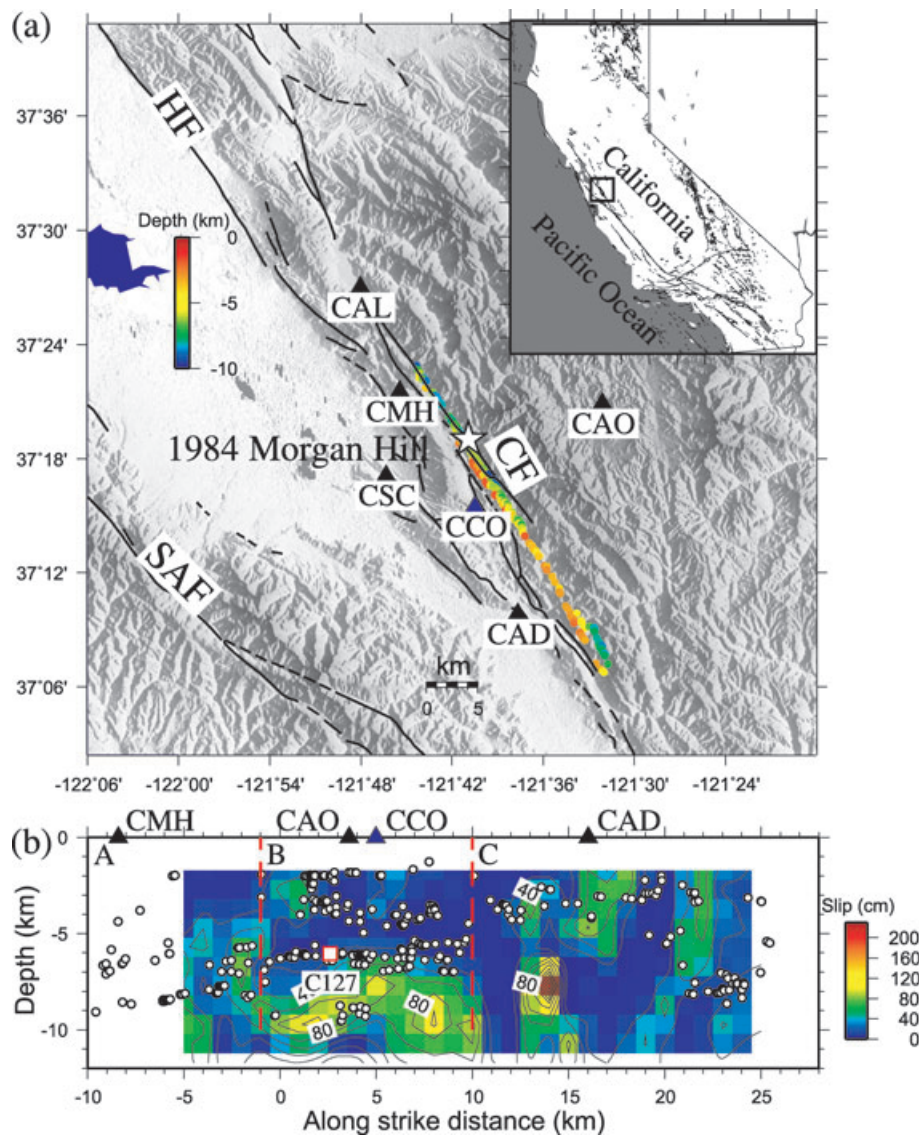 (a)
HF
37°36'
California
37°30'
Depth (km)
0
-5
-10
Pacific Ocean
CAL
37°24'
CMH
CAO
1984 Morgan Hill
CF
37°18'
CSC
CCO
SAF
37°12'
CAD
km
0 5
37°06'
-122°06' -122°00' -121°54' -121°48' -121°42' -121°36' -121°30' -121°24'
(b)
CMH CAO CCO CAD
A B C
0
-5
-10
Depth (km)
40
C127
4
80
80
80
Slip (cm)
200
160
120
80
40
0
-10 -5 0 5 10 15 20 25
Along strike distance (km)